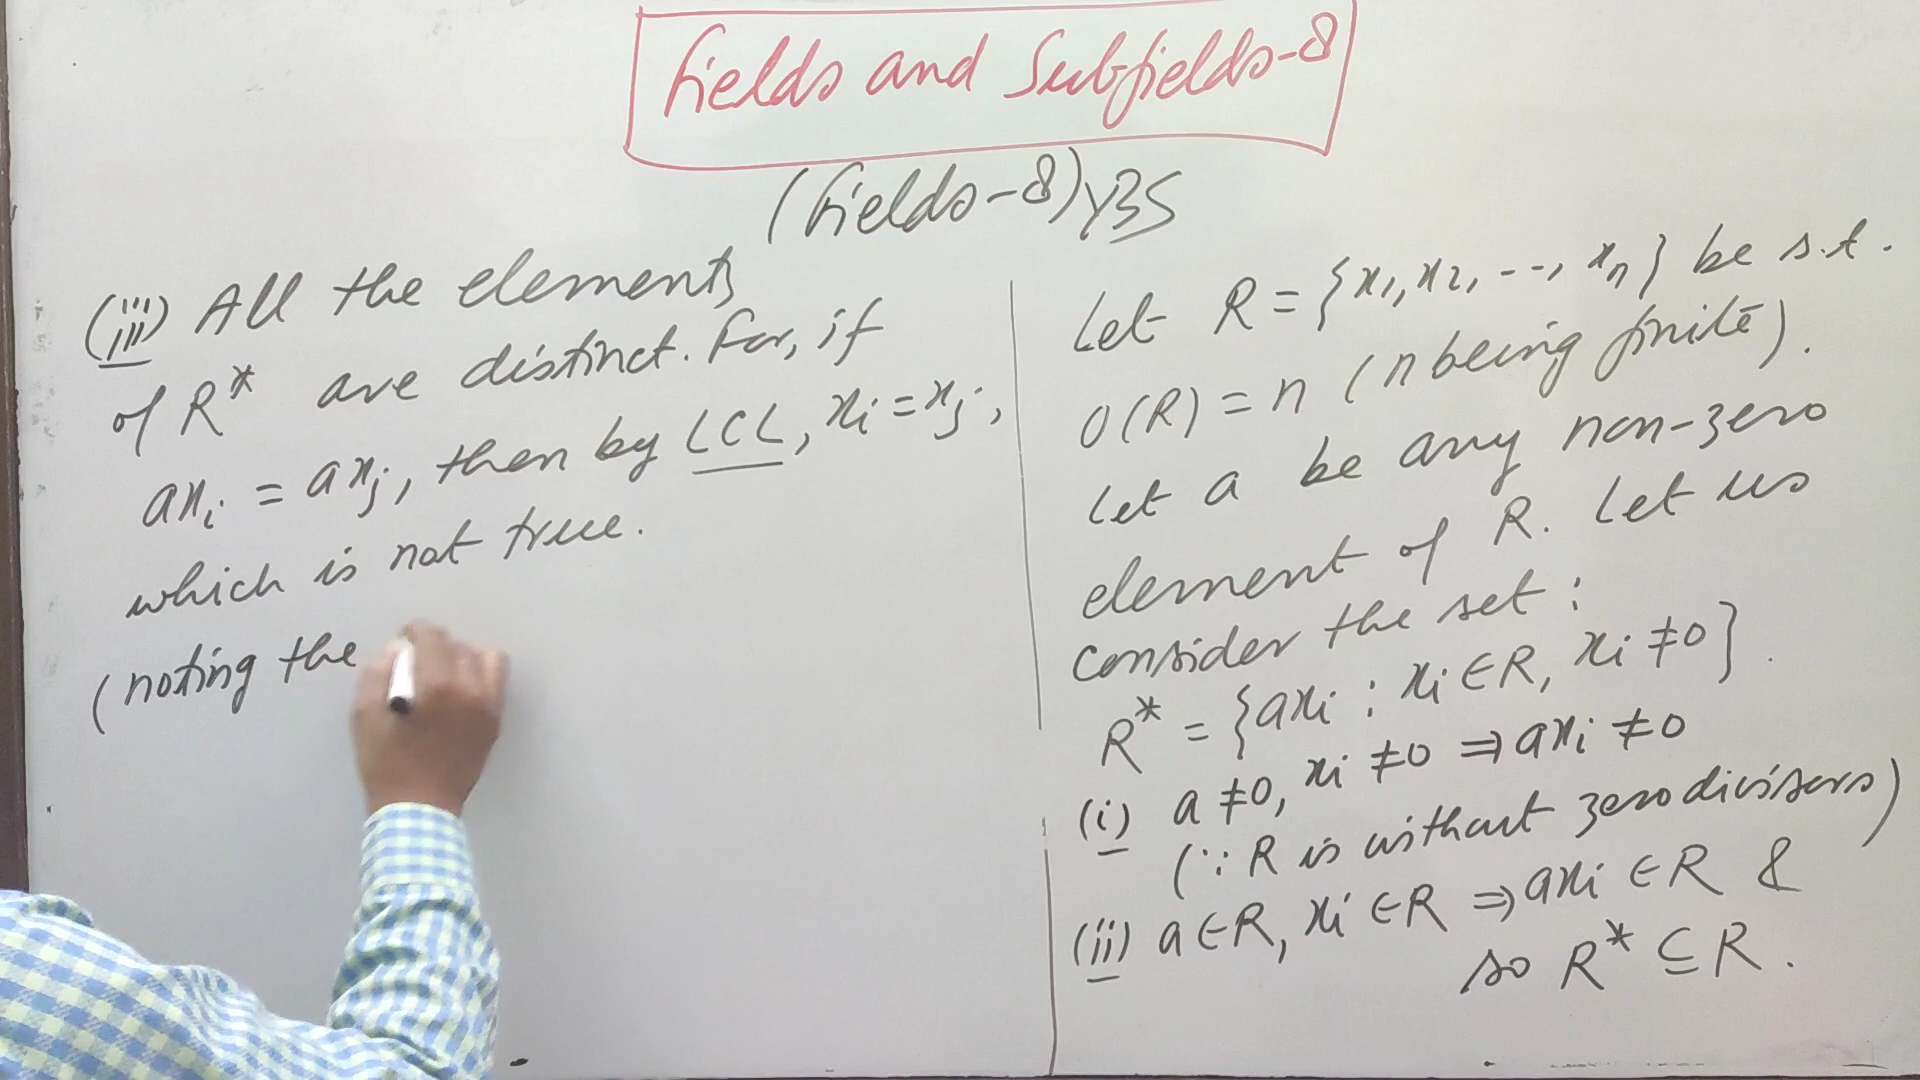 Fields and Subfields-8
(Fields-8) YBS
(iii) All the elements
of R* are distinct. For, if
axᵢ = axⱼ, then by LCL, xᵢ = xⱼ,
which is not true.
(noting the
Let R = {x₁, x₂, --, xₙ} be s.t.
O(R) = n (n being finite).
Let a be any non-zero
element of R. Let us
consider the set:
R* = {axᵢ : xᵢ ∈ R, xᵢ ≠ 0}.
(i) a ≠ 0, xᵢ ≠ 0 ⇒ axᵢ ≠ 0
(∵ R is without zero divisors)
(ii) a ∈ R, xᵢ ∈ R ⇒ axᵢ ∈ R &
so R* ⊆ R.